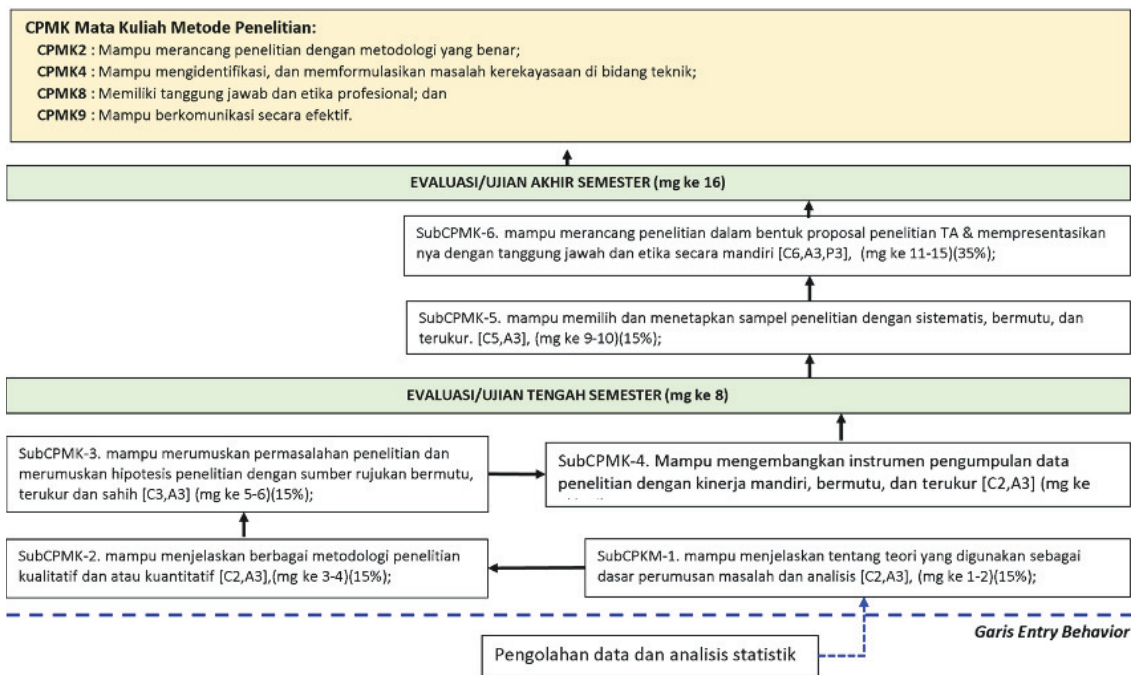 CPMK Mata Kuliah Metode Penelitian:
CPMK2 : Mampu merancang penelitian dengan metodologi yang benar;
CPMK4 : Mampu mengidentifikasi, dan memformulasikan masalah kerekayasaan di bidang teknik;
CPMK8 : Memiliki tanggung jawab dan etika profesional; dan
CPMK9 : Mampu berkomunikasi secara efektif.
EVALUASI/UJIAN AKHIR SEMESTER (mg ke 16)
SubCPMK-6. mampu merancang penelitian dalam bentuk proposal penelitian TA & mempresentasikan
nya dengan tanggung jawah dan etika secara mandiri [C6,A3,P3], (mg ke 11-15)(35%);
SubCPMK-5. mampu memilih dan menetapkan sampel penelitian dengan sistematis, bermutu, dan
terukur. [C5,A3], (mg ke 9-10)(15%);
EVALUASI/UJIAN TENGAH SEMESTER (mg ke 8)
SubCPMK-3. mampu merumuskan permasalahan penelitian dan
merumuskan hipotesis penelitian dengan sumber rujukan bermutu,
terukur dan sahih [C3,A3] (mg ke 5-6)(15%);
SubCPMK-4. Mampu mengembangkan instrumen pengumpulan data
penelitian dengan kinerja mandiri, bermutu, dan terukur [C2,A3] (mg ke
SubCPMK-2. mampu menjelaskan berbagai metodologi penelitian
kualitatif dan atau kuantitatif [C2,A3],(mg ke 3-4)(15%);
SubCPKM-1. mampu menjelaskan tentang teori yang digunakan sebagai
dasar perumusan masalah dan analisis [C2,A3], (mg ke 1-2)(15%);
Garis Entry Behavior
Pengolahan data dan analisis statistik